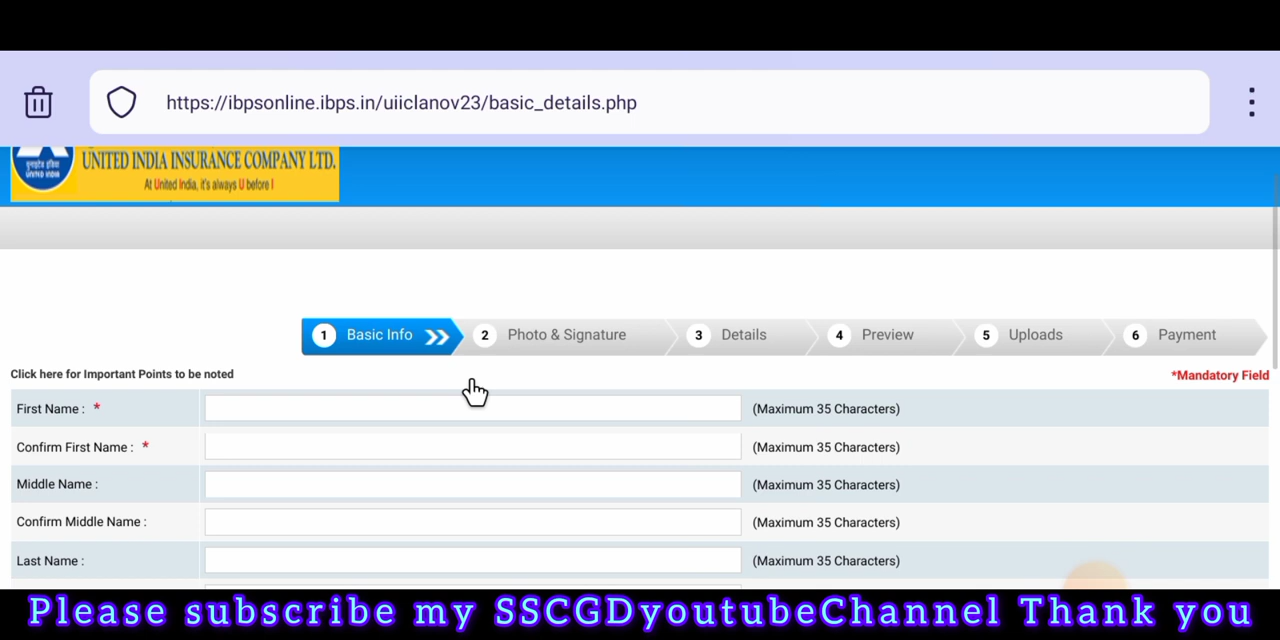 https://ibpsonline.ibps.in/uiiclanov23/basic_details.php
यूनाइटेड इंडिया
UNITED INDIA
UNITED INDIA INSURANCE COMPANY LTD.
At United India, it's always U before I
1 Basic Info
2 Photo & Signature
3 Details
4 Preview
5 Uploads
6 Payment
Click here for Important Points to be noted
*Mandatory Field
First Name : * (Maximum 35 Characters)
Confirm First Name : * (Maximum 35 Characters)
Middle Name : (Maximum 35 Characters)
Confirm Middle Name : (Maximum 35 Characters)
Last Name : (Maximum 35 Characters)
Please subscribe my SSCGDyoutubeChannel Thank you